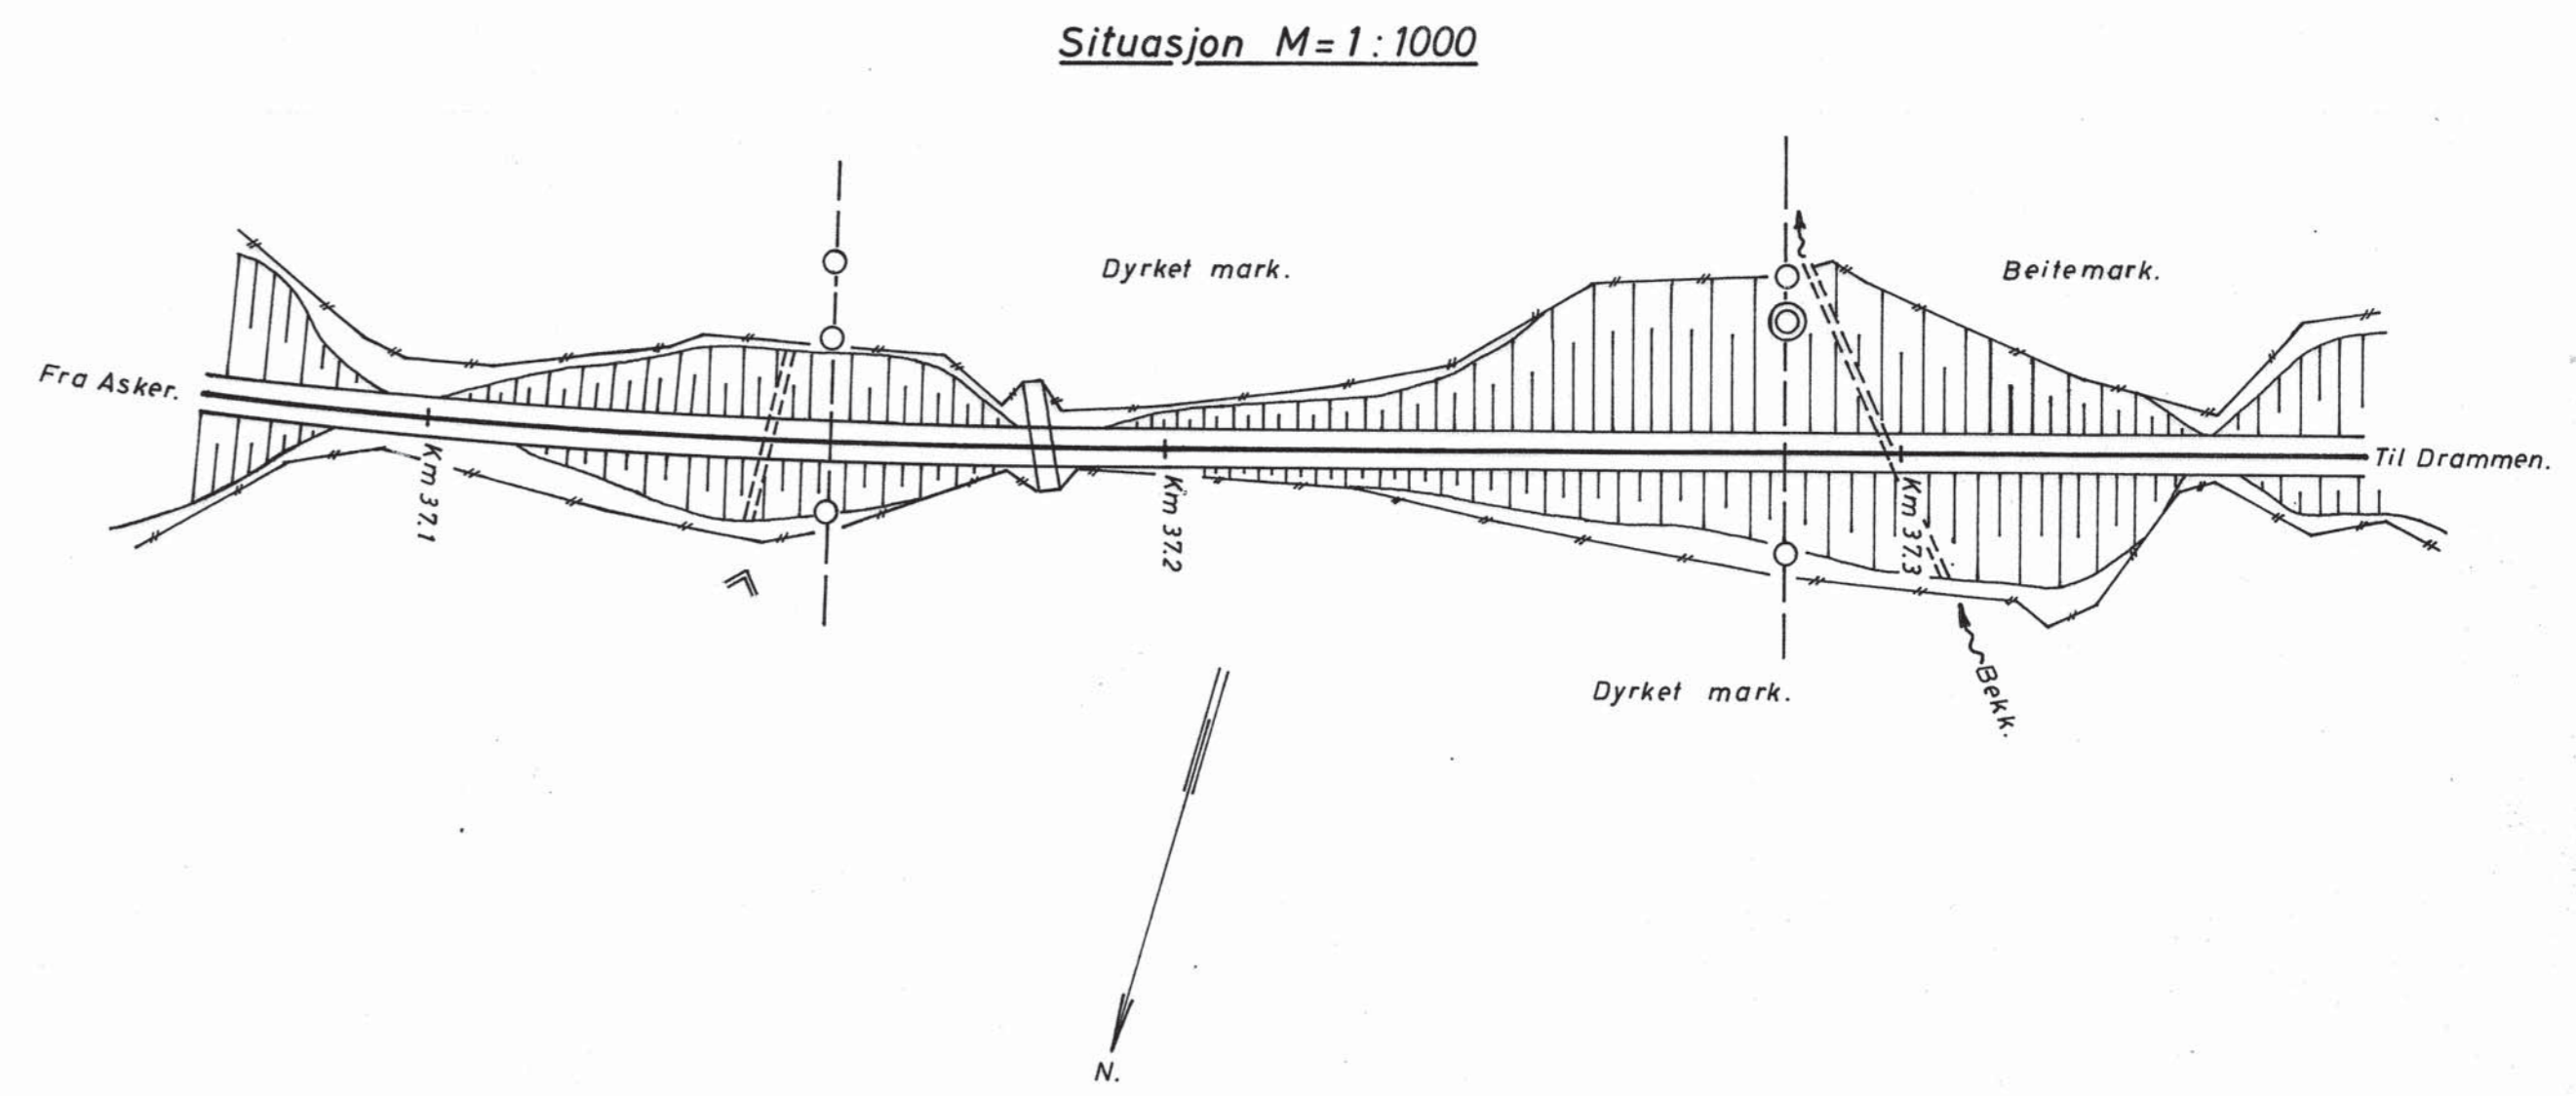 Situasjon M = 1 : 1000
Dyrket mark.
Beitemark.
Fra Asker.
Til Drammen.
Km 37.1
Km 37.2
Km 37.3
Dyrket mark.
Bekk.
N.